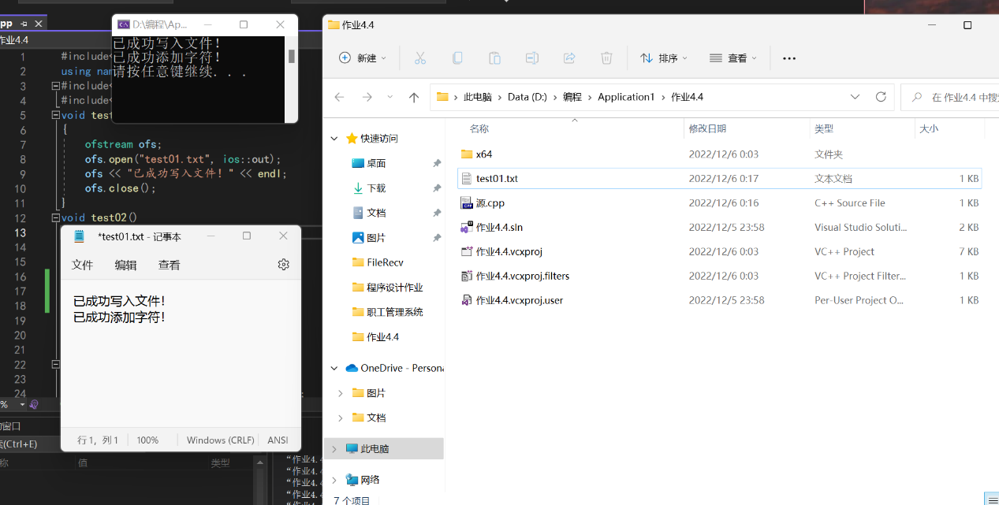 pp
作业4.4
1 #include<
2 using nam
3 #include<
4 #include<
5 void test
6 {
7 ofstream ofs;
8 ofs.open("test01.txt", ios::out);
9 ofs << "已成功写入文件！" << endl;
10 ofs.close();
11 }
12 void test02()
13
14
15
16
17
18
19
20
21
22
23
24
%
窗口
(Ctrl+E)
称 值 类型
“作业4.4
“作业4.4
“作业4.4
“作业4.4
D:\编程\Ap...
已成功写入文件！
已成功添加字符！
请按任意键继续. . .
*test01.txt - 记事本
文件 编辑 查看
已成功写入文件！
已成功添加字符！
行 1，列 1 100% Windows (CRLF) ANSI
作业4.4
新建 排序 查看 ...
此电脑 › Data (D:) › 编程 › Application1 › 作业4.4
在 作业4.4 中搜
快速访问
桌面
下载
文档
图片
FileRecv
程序设计作业
职工管理系统
作业4.4
OneDrive - Persona
图片
文档
此电脑
网络
7 个项目
名称 修改日期 类型 大小
x64 2022/12/6 0:03 文件夹
test01.txt 2022/12/6 0:17 文本文档 1 KB
源.cpp 2022/12/6 0:16 C++ Source File 1 KB
作业4.4.sln 2022/12/5 23:58 Visual Studio Soluti... 2 KB
作业4.4.vcxproj 2022/12/6 0:03 VC++ Project 7 KB
作业4.4.vcxproj.filters 2022/12/6 0:03 VC++ Project Filter... 1 KB
作业4.4.vcxproj.user 2022/12/5 23:58 Per-User Project O... 1 KB